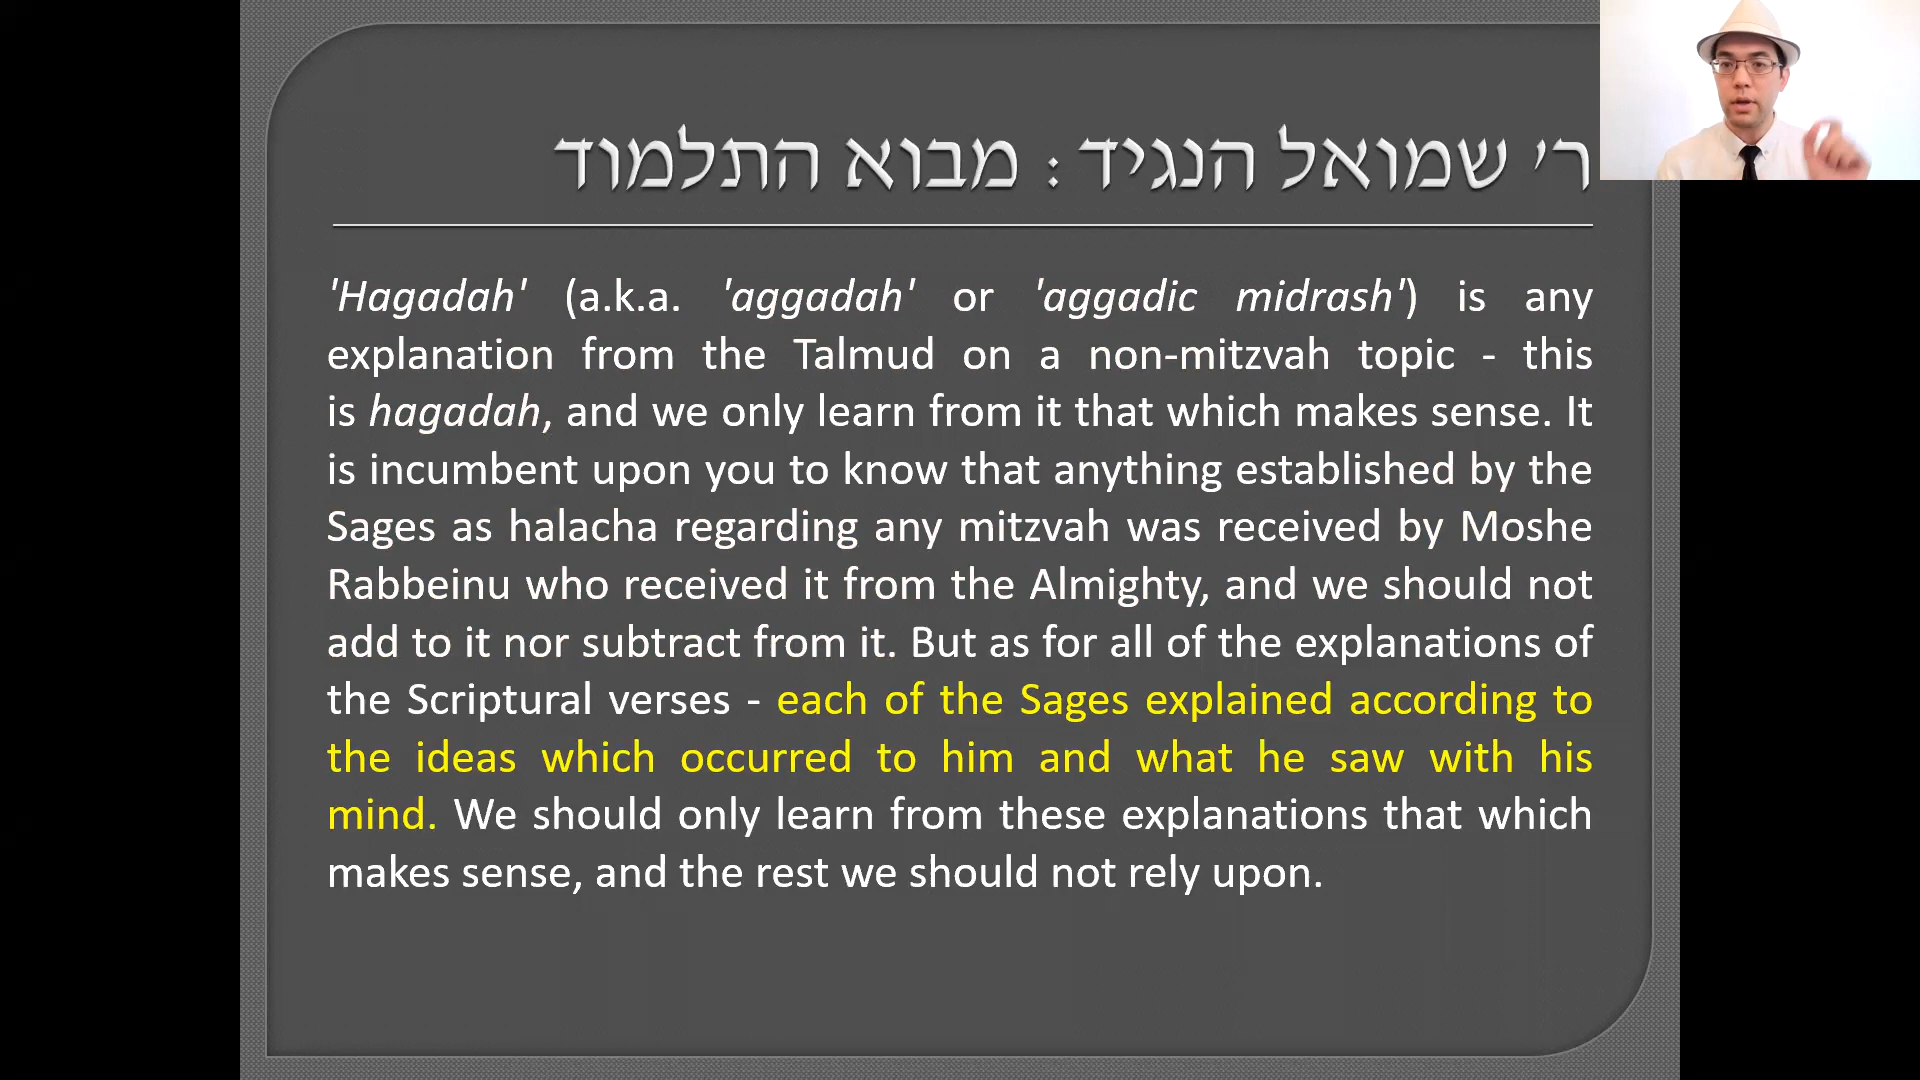 ר' שמואל הנגיד : מבוא התלמוד
'Hagadah' (a.k.a. 'aggadah' or 'aggadic midrash') is any
explanation from the Talmud on a non-mitzvah topic - this
is hagadah, and we only learn from it that which makes sense. It
is incumbent upon you to know that anything established by the
Sages as halacha regarding any mitzvah was received by Moshe
Rabbeinu who received it from the Almighty, and we should not
add to it nor subtract from it. But as for all of the explanations of
the Scriptural verses - each of the Sages explained according to
the ideas which occurred to him and what he saw with his
mind. We should only learn from these explanations that which
makes sense, and the rest we should not rely upon.